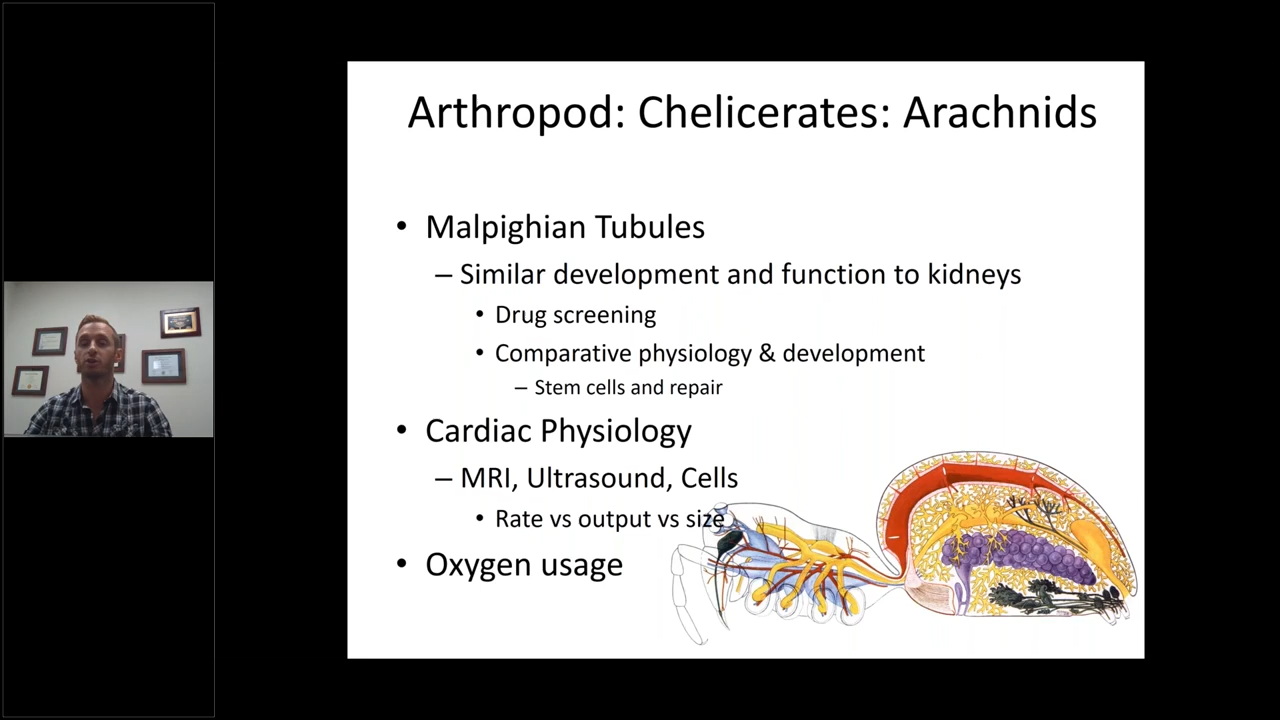 Arthropod: Chelicerates: Arachnids
• Malpighian Tubules
– Similar development and function to kidneys
• Drug screening
• Comparative physiology & development
– Stem cells and repair
• Cardiac Physiology
– MRI, Ultrasound, Cells
• Rate vs output vs size
• Oxygen usage